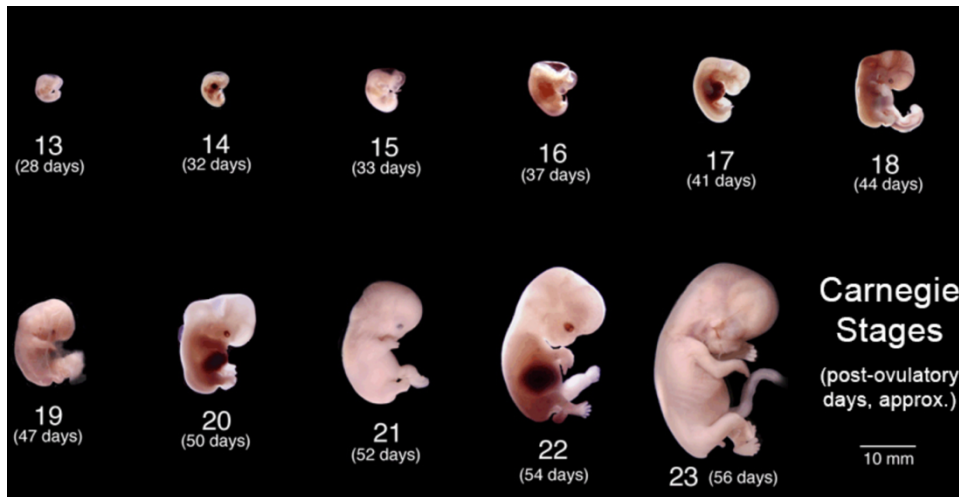 13
(28 days)
14
(32 days)
15
(33 days)
16
(37 days)
17
(41 days)
18
(44 days)
19
(47 days)
20
(50 days)
21
(52 days)
22
(54 days)
23 (56 days)
Carnegie
Stages
(post-ovulatory
days, approx.)
10 mm